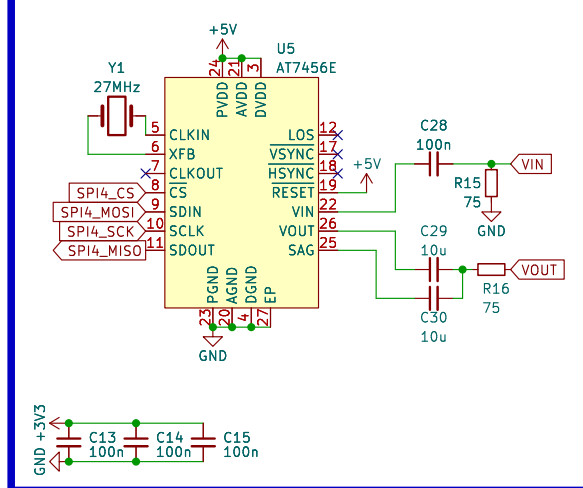 +5V
U5
AT7456E
Y1
27MHz
24
21
3
PVDD
AVDD
DVDD
5
CLKIN
6
XFB
7
CLKOUT
SPI4_CS
8
CS
SPI4_MOSI
9
SDIN
SPI4_SCK
10
SCLK
SPI4_MISO
11
SDOUT
LOS
12
VSYNC
17
HSYNC
18
RESET
19
+5V
VIN
22
VOUT
26
SAG
25
PGND
AGND
DGND
EP
23
20
4
27
GND
C28
100n
VIN
R15
75
GND
C29
10u
VOUT
R16
75
C30
10u
+3V3
GND
C13
100n
C14
100n
C15
100n